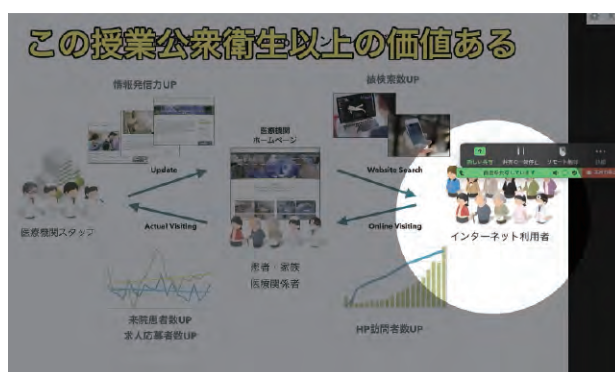 この授業公衆衛生以上の価値ある
情報発信力UP
被検索数UP
医療機関
ホームページ
Update
Website Search
Actual Visiting
Online Visiting
医療機関スタッフ
インターネット利用者
患者・家族
医療関係者
来院患者数UP
求人応募者数UP
HP訪問者数UP